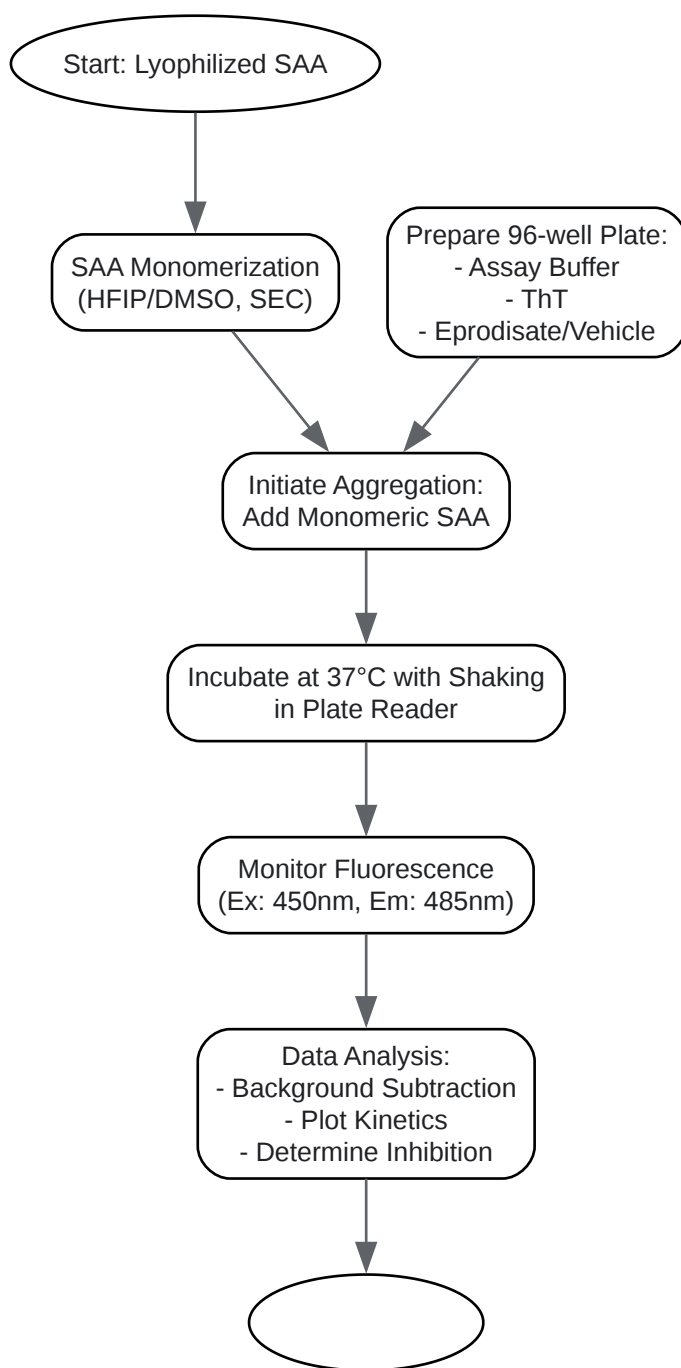 Start: Lyophilized SAA
SAA Monomerization
(HFIP/DMSO, SEC)
Prepare 96-well Plate:
- Assay Buffer
- ThT
- Eprodisate/Vehicle
Initiate Aggregation:
Add Monomeric SAA
Incubate at 37°C with Shaking
in Plate Reader
Monitor Fluorescence
(Ex: 450nm, Em: 485nm)
Data Analysis:
- Background Subtraction
- Plot Kinetics
- Determine Inhibition